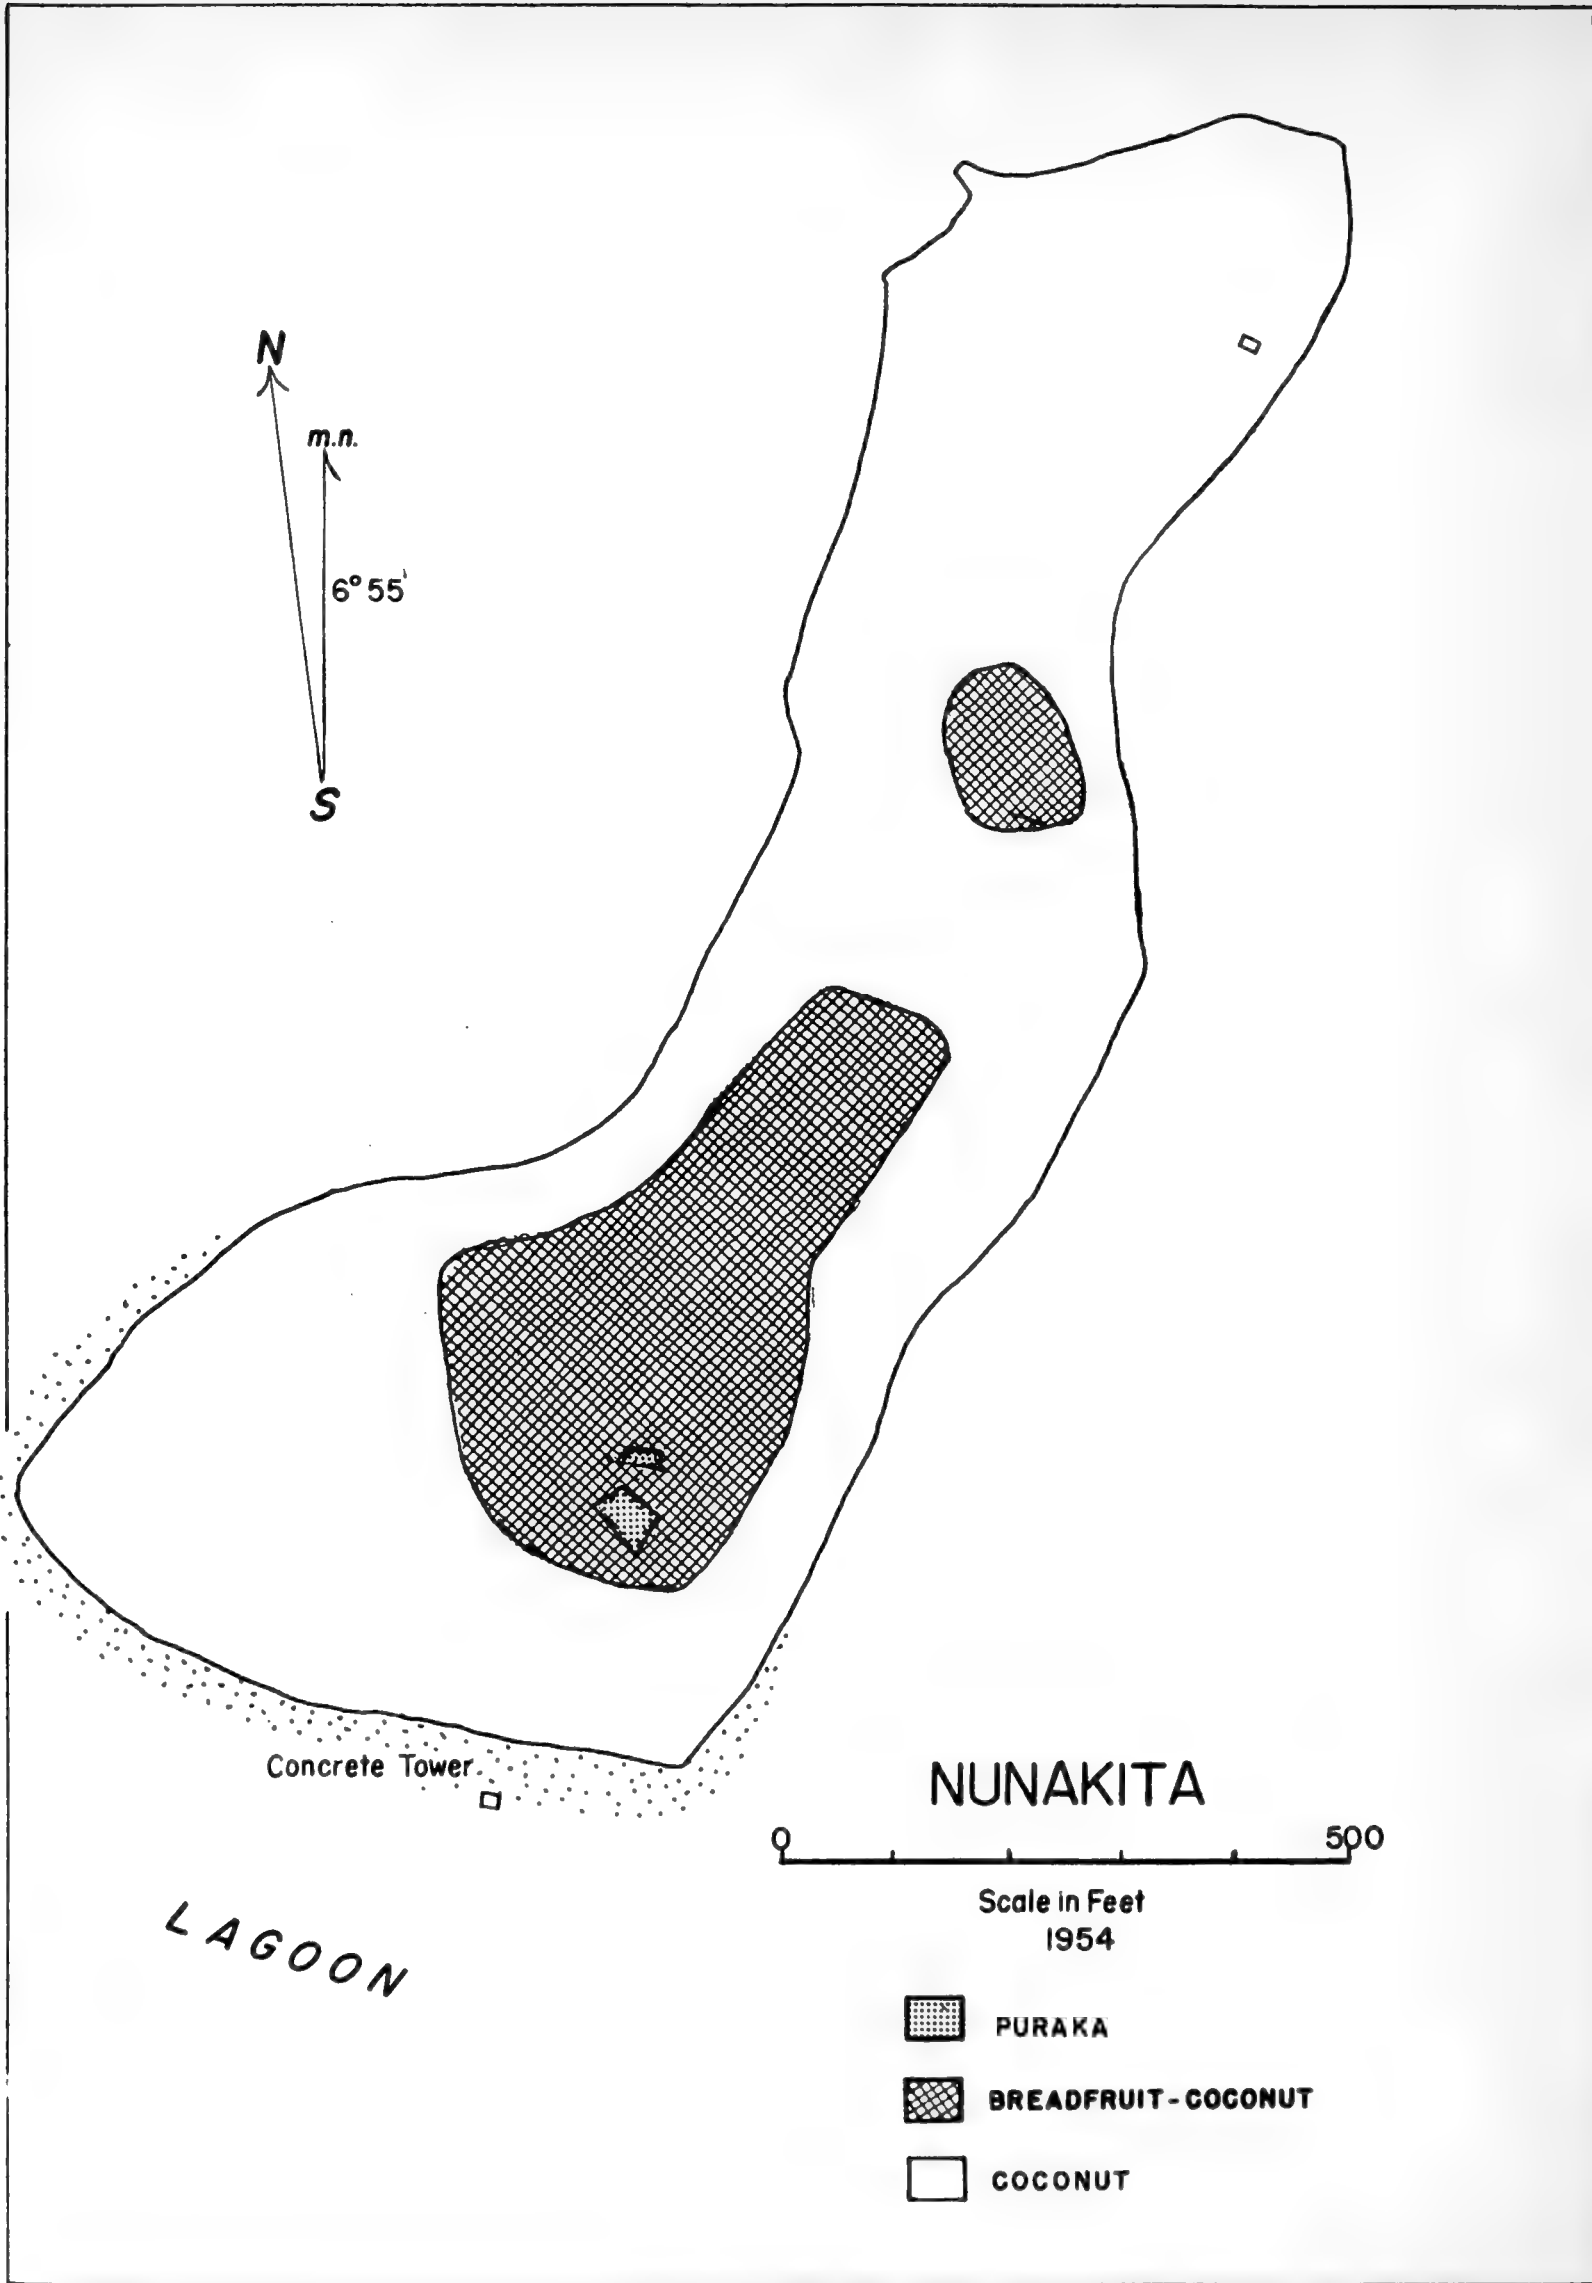 N
m.n.
6° 55'
S
Concrete Tower
NUNAKITA
0 500
Scale in Feet
1954
LAGOON
PURAKA
BREADFRUIT-COCONUT
COCONUT